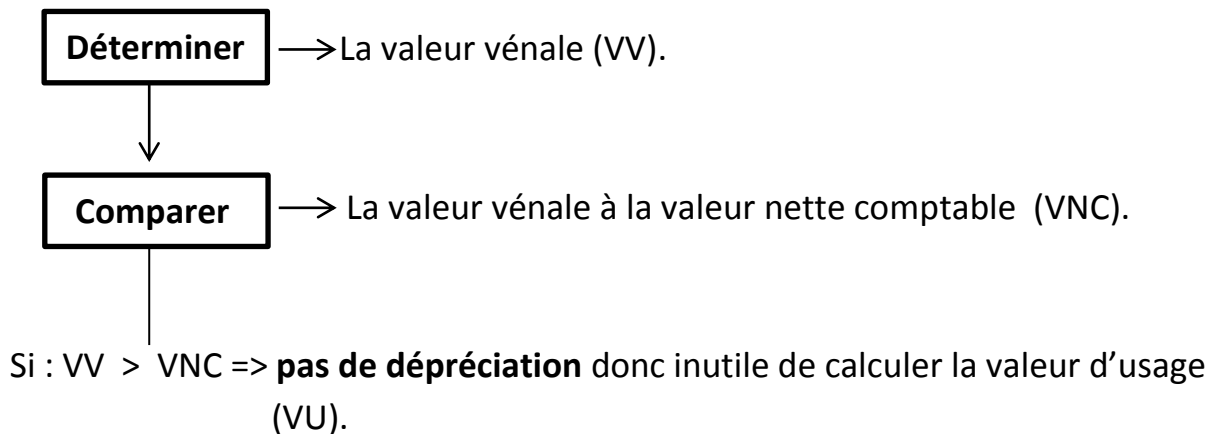 Déterminer La valeur vénale (VV).
Comparer La valeur vénale à la valeur nette comptable (VNC).
Si : VV > VNC => pas de dépréciation donc inutile de calculer la valeur d’usage
(VU).